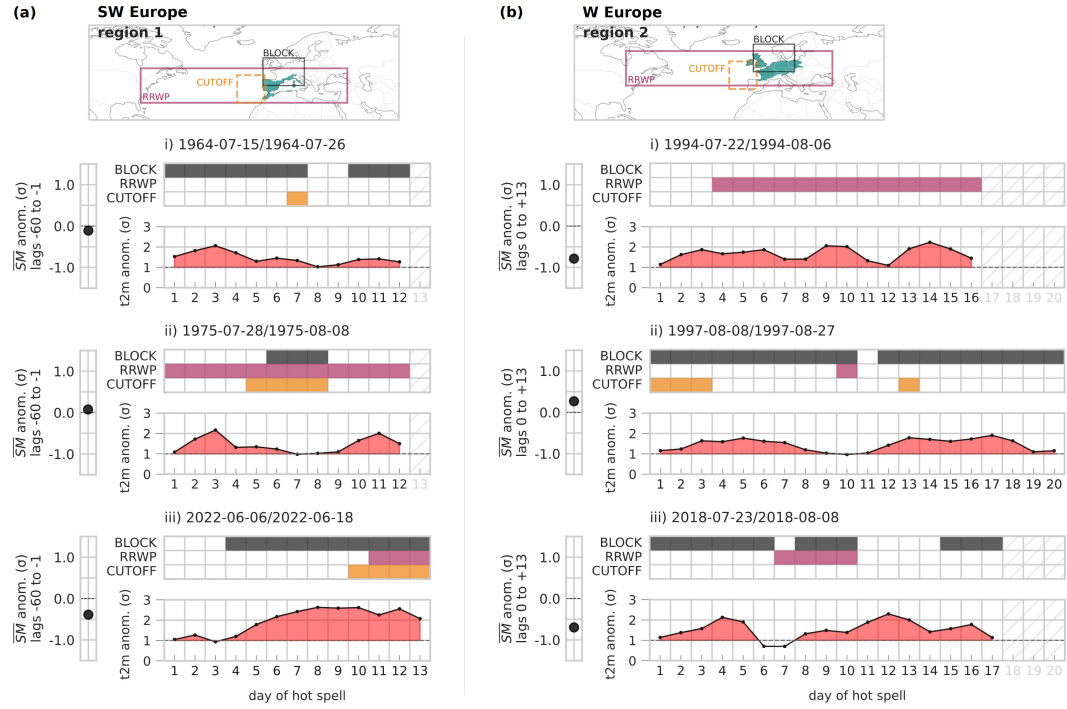 (a) SW Europe
region 1
BLOCK
CUTOFF
RRWP
i) 1964-07-15/1964-07-26
SM anom. (σ)
lags -60 to -1
1.0
0.0
-1.0
BLOCK
RRWP
CUTOFF
t2m anom. (σ)
3
2
1
0
1 2 3 4 5 6 7 8 9 10 11 12 13
ii) 1975-07-28/1975-08-08
SM anom. (σ)
lags -60 to -1
1.0
0.0
-1.0
BLOCK
RRWP
CUTOFF
t2m anom. (σ)
3
2
1
0
1 2 3 4 5 6 7 8 9 10 11 12 13
iii) 2022-06-06/2022-06-18
SM anom. (σ)
lags -60 to -1
1.0
0.0
-1.0
BLOCK
RRWP
CUTOFF
t2m anom. (σ)
3
2
1
0
1 2 3 4 5 6 7 8 9 10 11 12 13
day of hot spell
(b) W Europe
region 2
BLOCK
CUTOFF
RRWP
i) 1994-07-22/1994-08-06
SM anom. (σ)
lags 0 to +13
1.0
0.0
-1.0
BLOCK
RRWP
CUTOFF
t2m anom. (σ)
3
2
1
0
1 2 3 4 5 6 7 8 9 10 11 12 13 14 15 16 17 18 19 20
ii) 1997-08-08/1997-08-27
SM anom. (σ)
lags 0 to +13
1.0
0.0
-1.0
BLOCK
RRWP
CUTOFF
t2m anom. (σ)
3
2
1
0
1 2 3 4 5 6 7 8 9 10 11 12 13 14 15 16 17 18 19 20
iii) 2018-07-23/2018-08-08
SM anom. (σ)
lags 0 to +13
1.0
0.0
-1.0
BLOCK
RRWP
CUTOFF
t2m anom. (σ)
3
2
1
0
1 2 3 4 5 6 7 8 9 10 11 12 13 14 15 16 17 18 19 20
day of hot spell